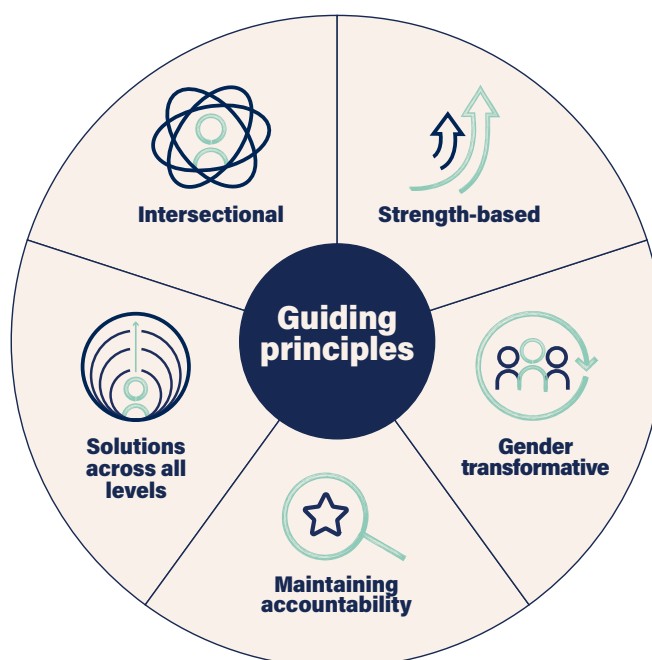 Intersectional
Strength-based
Guiding
principles
Solutions
across all
levels
Gender
transformative
Maintaining
accountability